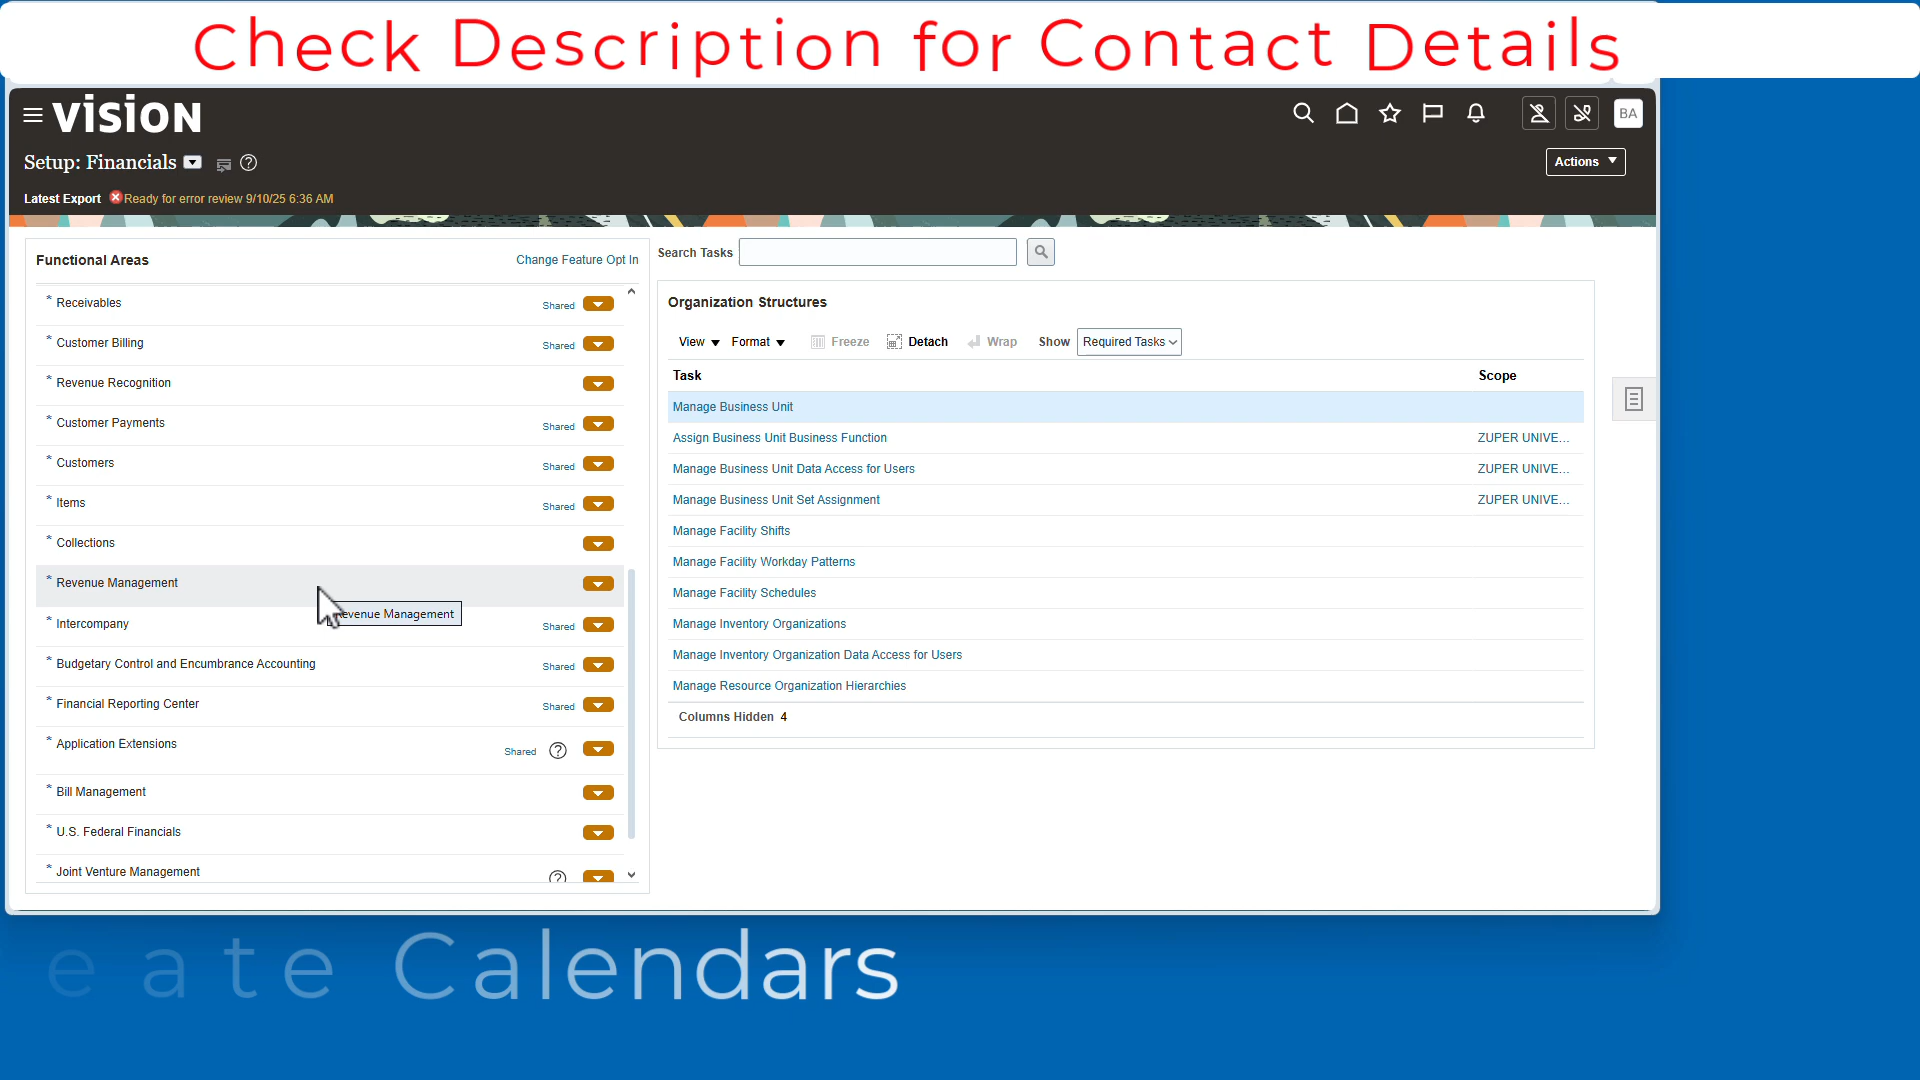 Check Description for Contact Details
VISION
BA
Setup: Financials
Actions
Latest Export Ready for error review 9/10/25 6:36 AM
Functional Areas
Change Feature Opt In
* Receivables Shared
* Customer Billing Shared
* Revenue Recognition
* Customer Payments Shared
* Customers Shared
* Items Shared
* Collections
* Revenue Management
evenue Management
* Intercompany Shared
* Budgetary Control and Encumbrance Accounting Shared
* Financial Reporting Center Shared
* Application Extensions Shared
* Bill Management
* U.S. Federal Financials
* Joint Venture Management
Search Tasks
Organization Structures
View Format Freeze Detach Wrap Show Required Tasks
Task Scope
Manage Business Unit
Assign Business Unit Business Function ZUPER UNIVE...
Manage Business Unit Data Access for Users ZUPER UNIVE...
Manage Business Unit Set Assignment ZUPER UNIVE...
Manage Facility Shifts
Manage Facility Workday Patterns
Manage Facility Schedules
Manage Inventory Organizations
Manage Inventory Organization Data Access for Users
Manage Resource Organization Hierarchies
Columns Hidden 4
eate Calendars